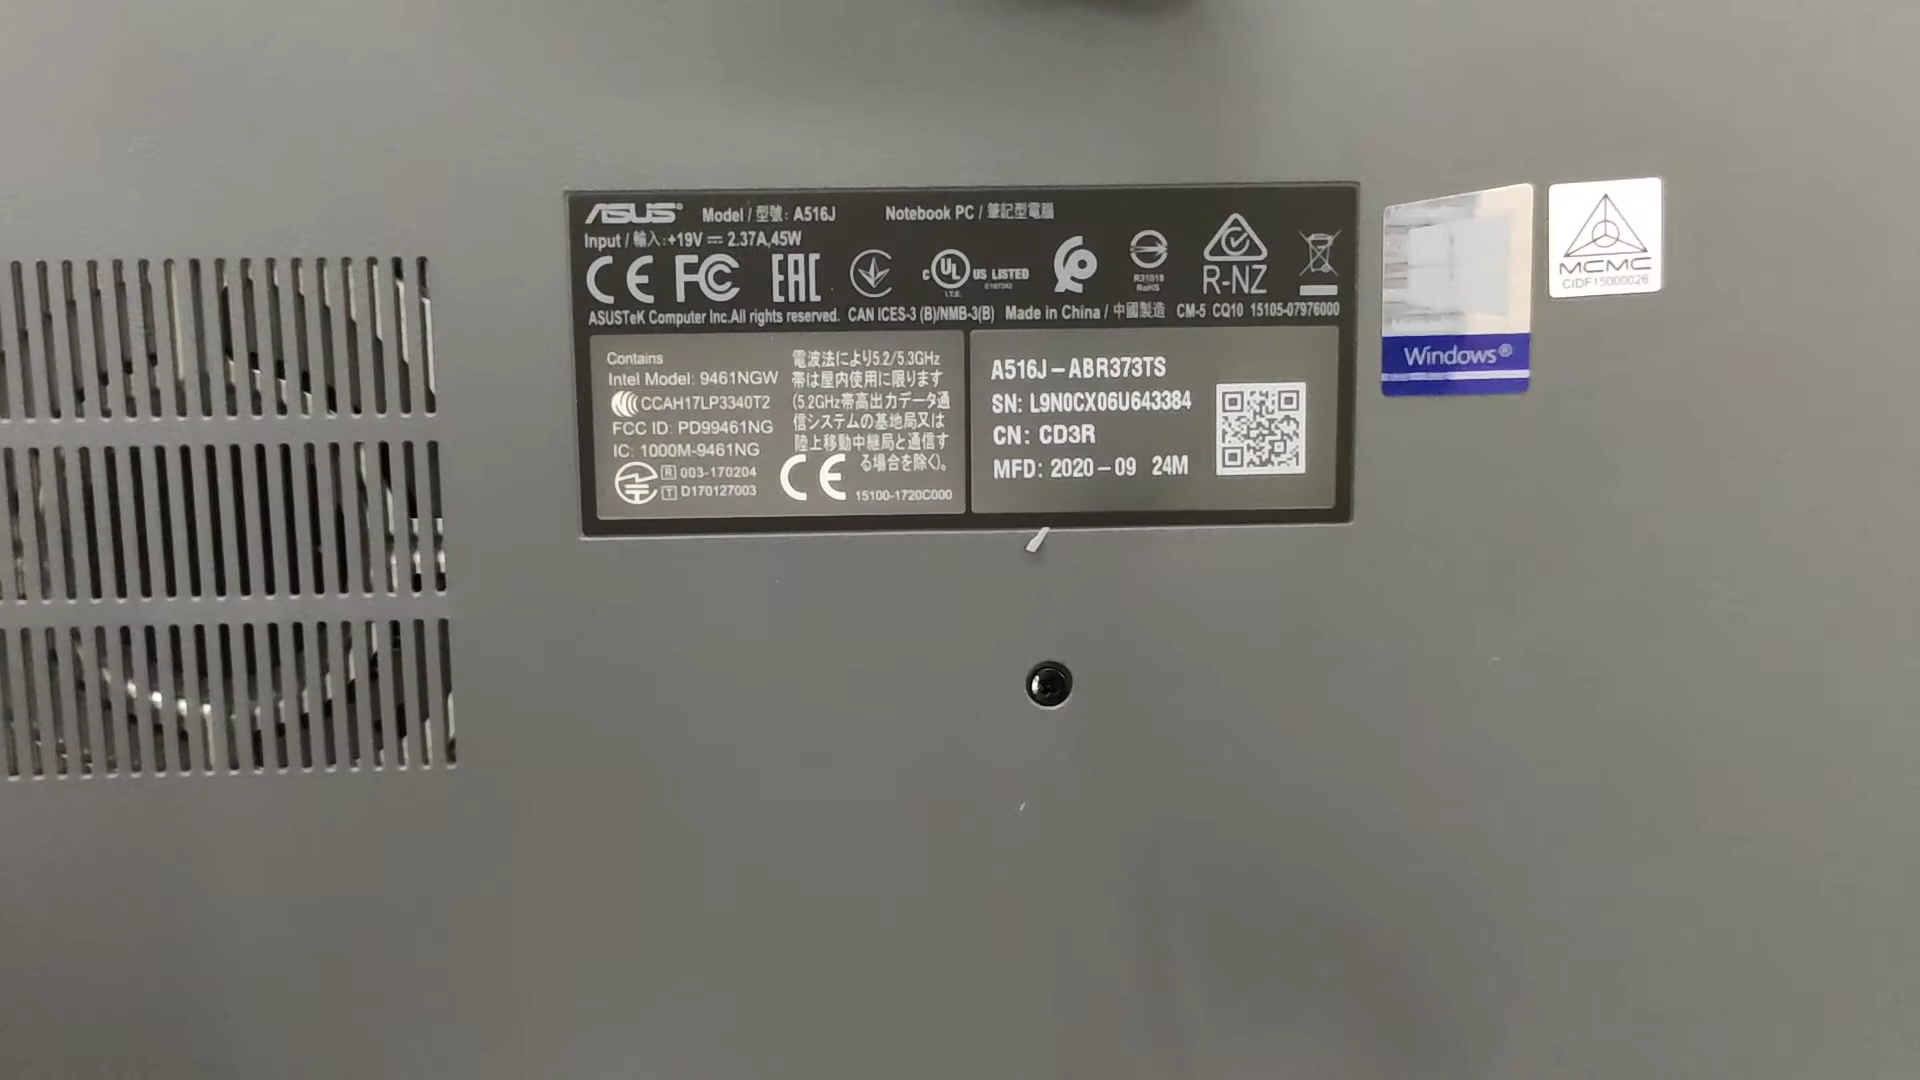 ASUS® Model / 型號: A516J Notebook PC / 筆記型電腦
Input / 輸入: +19V ⎓ 2.37A,45W
CE FC EAC c UL US LISTED R-NZ
I.T.E. E187242 R31018
RoHS
ASUSTeK Computer Inc.All rights reserved. CAN ICES-3 (B)/NMB-3(B) Made in China / 中國製造 CM-5 CQ10 15105-07976000
Contains
Intel Model: 9461NGW
CCAH17LP3340T2
FCC ID: PD99461NG
IC: 1000M-9461NG
R 003-170204
T D170127003
電波法により5.2/5.3GHz
帯は屋内使用に限ります
(5.2GHz帯高出力データ通
信システムの基地局又は
陸上移動中継局と通信す
る場合を除く)。
CE 15100-1720C000
A516J-ABR373TS
SN: L9N0CX06U643384
CN: CD3R
MFD: 2020-09 24M
Windows®
MCMC
CIDF15000026